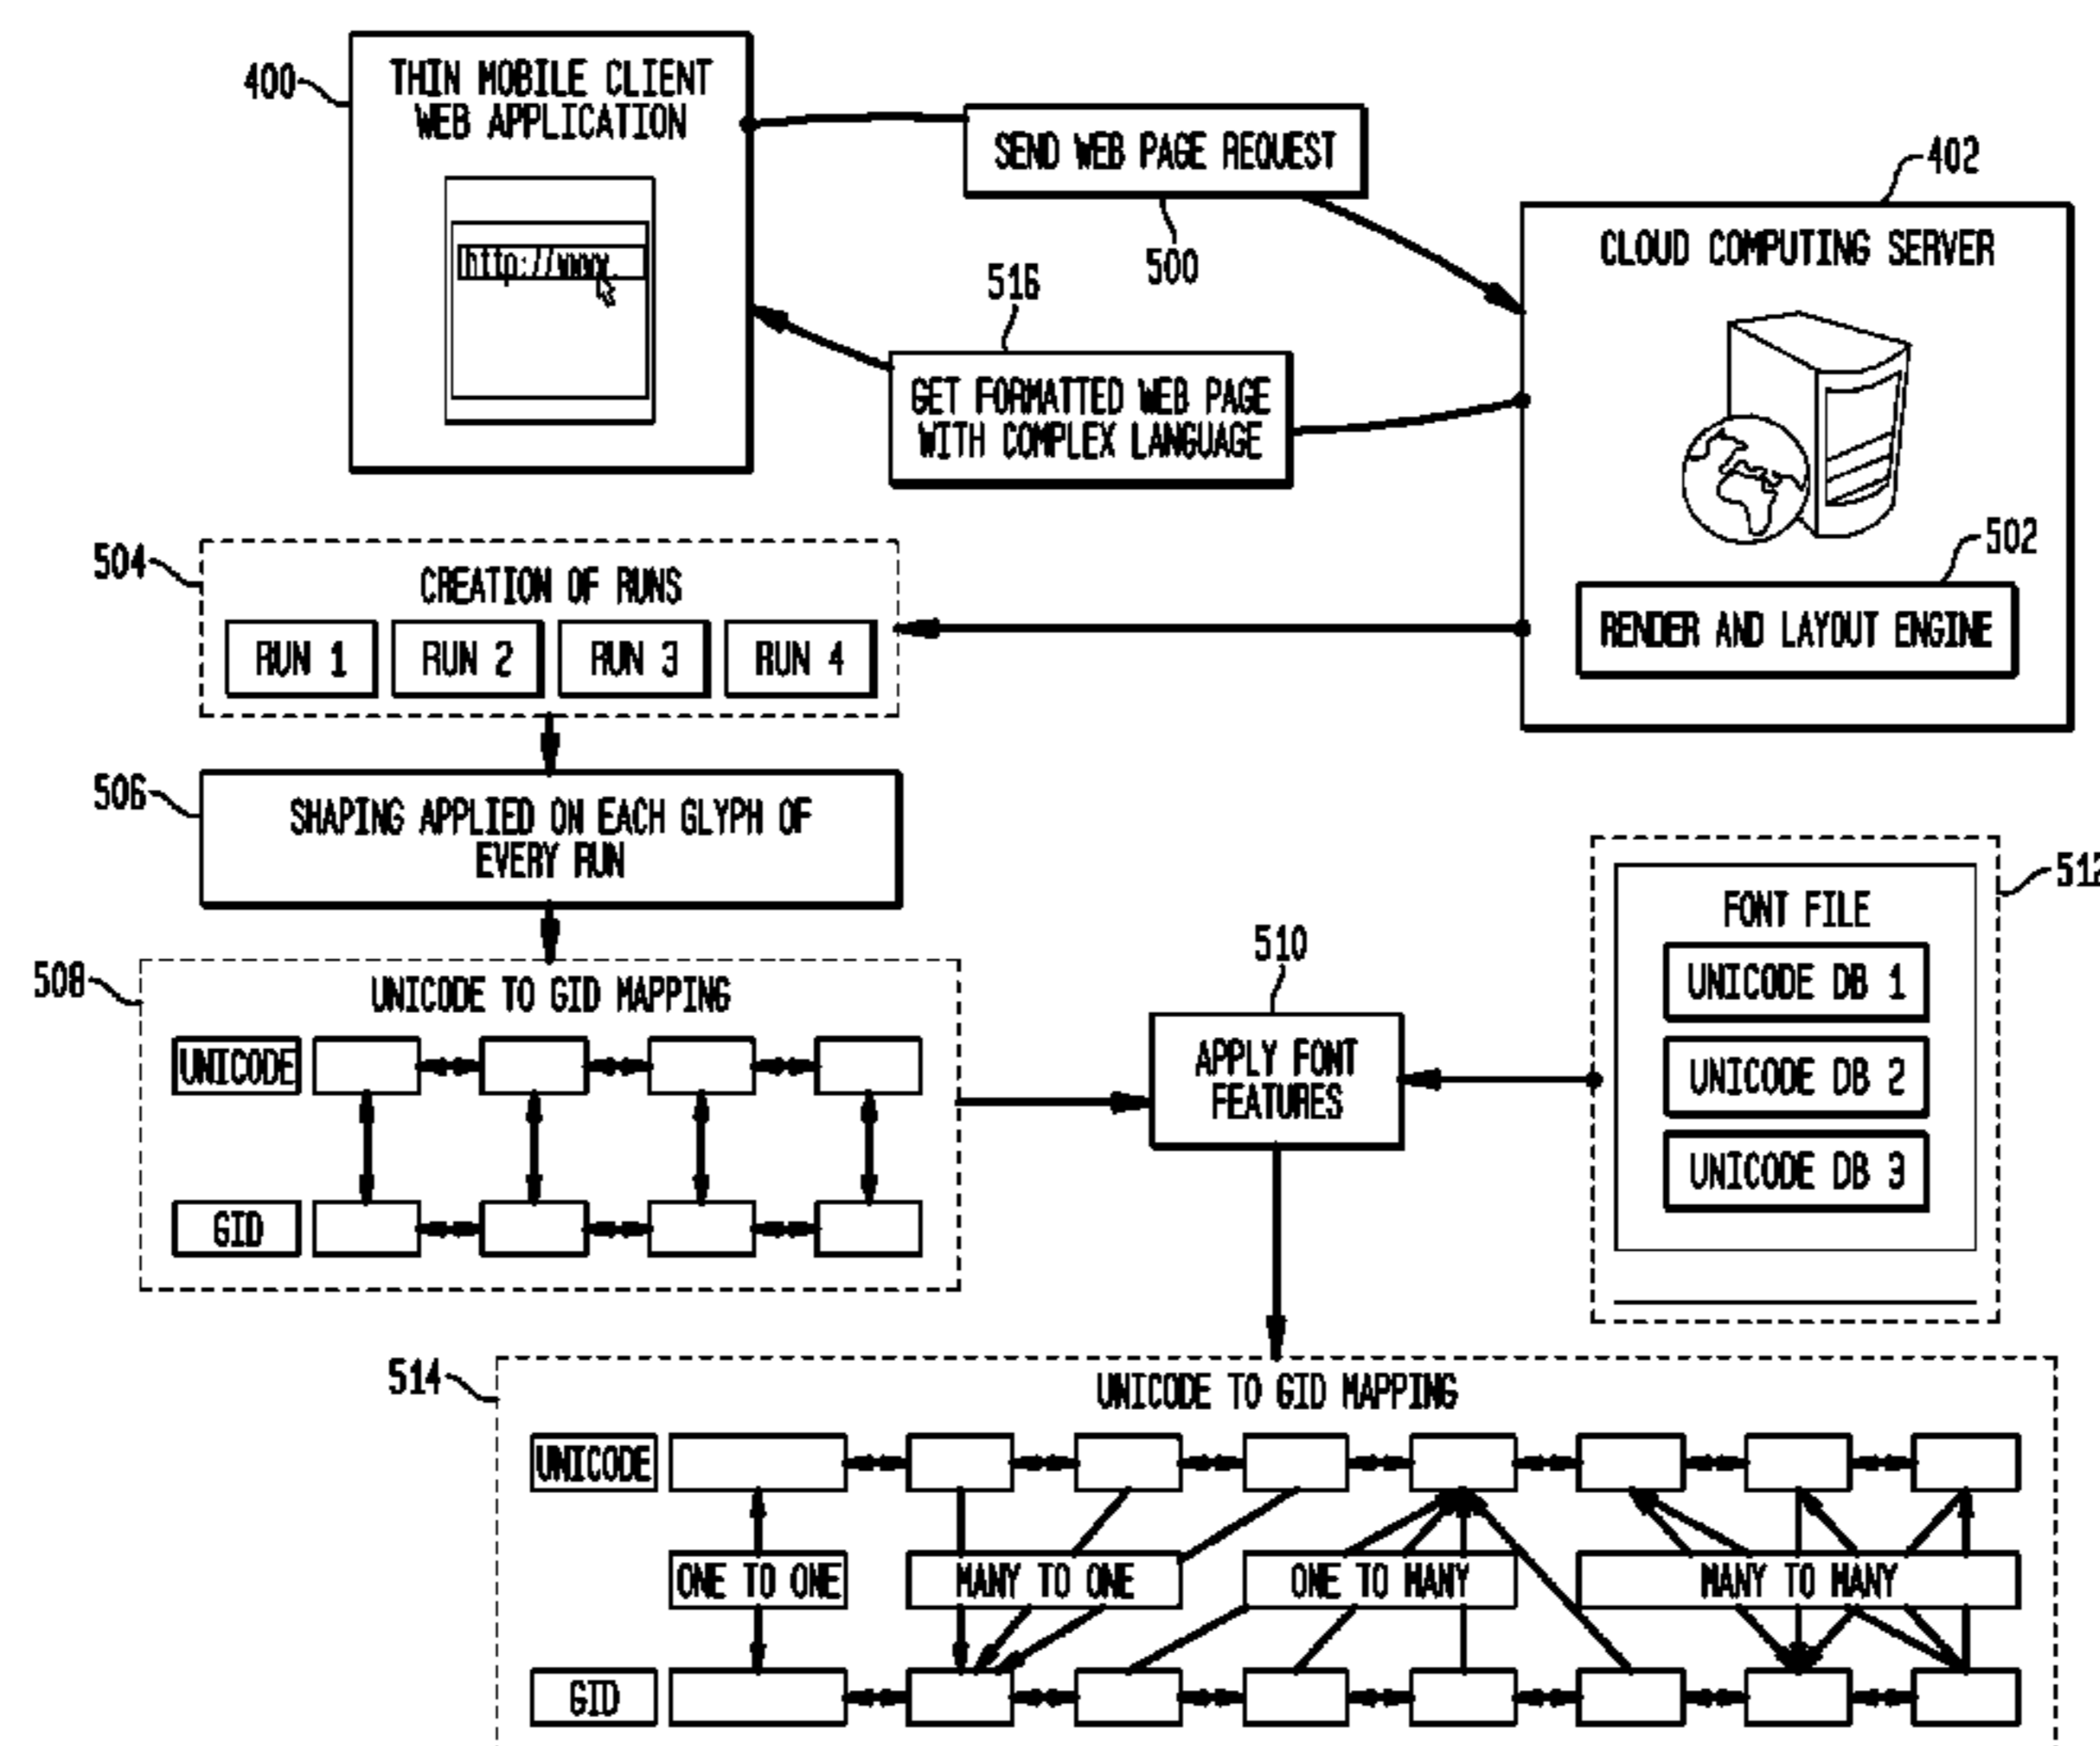 400
THIN MOBILE CLIENT
WEB APPLICATION
http://www.
SEND WEB PAGE REQUEST
500
402
CLOUD COMPUTING SERVER
516
GET FORMATTED WEB PAGE
WITH COMPLEX LANGUAGE
502
RENDER AND LAYOUT ENGINE
504
CREATION OF RUNS
RUN 1 RUN 2 RUN 3 RUN 4
506
SHAPING APPLIED ON EACH GLYPH OF
EVERY RUN
508
UNICODE TO GID MAPPING
UNICODE
GID
510
APPLY FONT
FEATURES
512
FONT FILE
UNICODE DB 1
UNICODE DB 2
UNICODE DB 3
514
UNICODE TO GID MAPPING
UNICODE
ONE TO ONE MANY TO ONE ONE TO MANY MANY TO MANY
GID